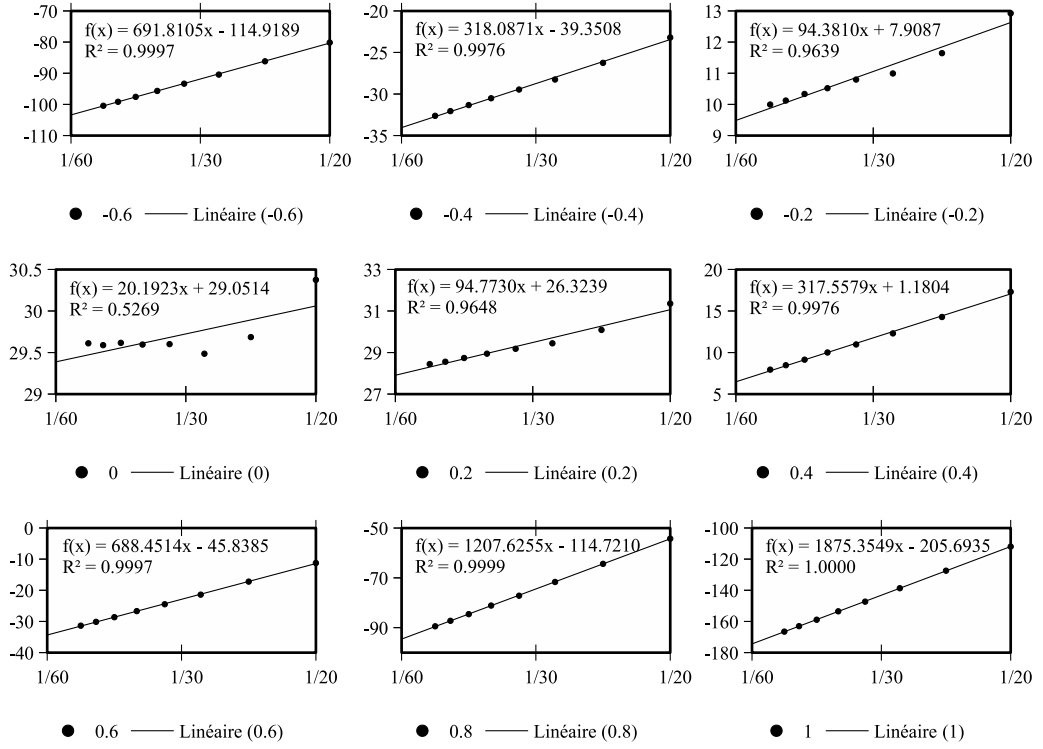 f(x) = 691.8105x - 114.9189
R² = 0.9997
-70
-80
-90
-100
-110
1/60
1/30
1/20
-0.6
Linéaire (-0.6)
f(x) = 318.0871x - 39.3508
R² = 0.9976
-20
-25
-30
-35
1/60
1/30
1/20
-0.4
Linéaire (-0.4)
f(x) = 94.3810x + 7.9087
R² = 0.9639
13
12
11
10
9
1/60
1/30
1/20
-0.2
Linéaire (-0.2)
f(x) = 20.1923x + 29.0514
R² = 0.5269
30.5
30
29.5
29
1/60
1/30
1/20
0
Linéaire (0)
f(x) = 94.7730x + 26.3239
R² = 0.9648
33
31
29
27
1/60
1/30
1/20
0.2
Linéaire (0.2)
f(x) = 317.5579x + 1.1804
R² = 0.9976
20
15
10
5
1/60
1/30
1/20
0.4
Linéaire (0.4)
f(x) = 688.4514x - 45.8385
R² = 0.9997
0
-10
-20
-30
-40
1/60
1/30
1/20
0.6
Linéaire (0.6)
f(x) = 1207.6255x - 114.7210
R² = 0.9999
-50
-70
-90
1/60
1/30
1/20
0.8
Linéaire (0.8)
f(x) = 1875.3549x - 205.6935
R² = 1.0000
-100
-120
-140
-160
-180
1/60
1/30
1/20
1
Linéaire (1)